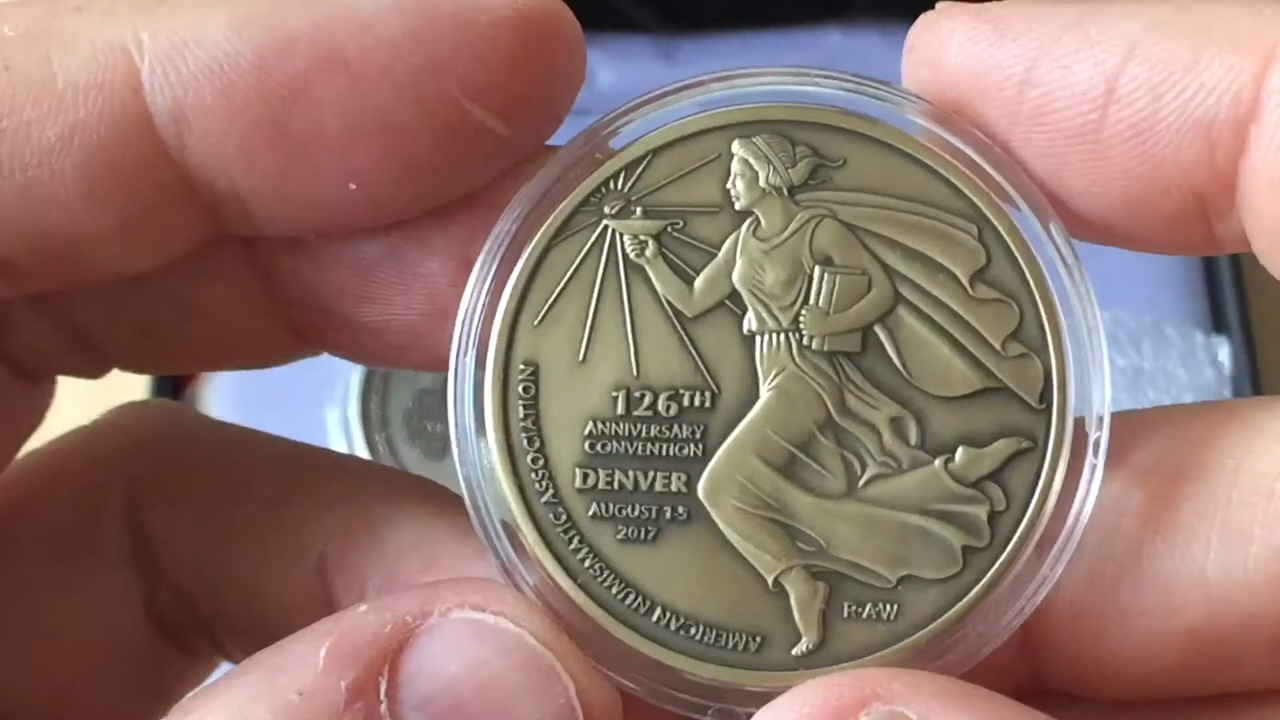 126TH
ANNIVERSARY
CONVENTION
DENVER
AUGUST 1-5
2017
AMERICAN NUMISMATIC ASSOCIATION
R·A·W